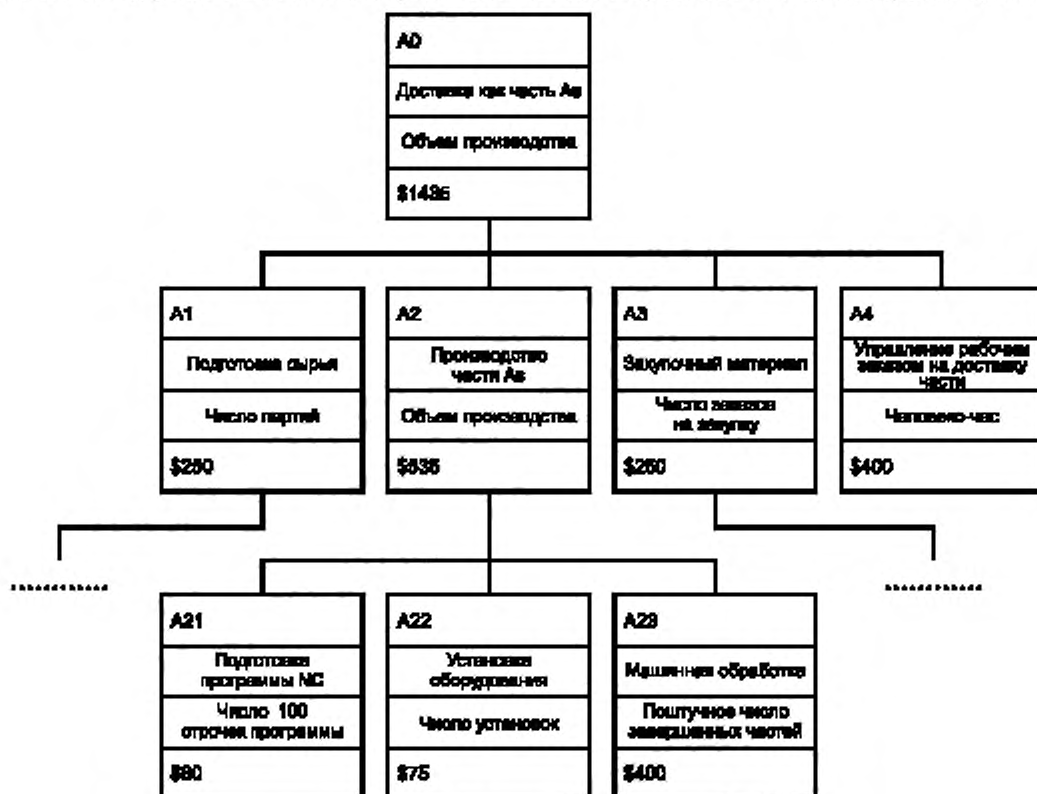 A0
Доставка как часть Ав
Объем производства
$1435
A1
Подготовка сырья
Число партий
$250
A2
Производство
части Ав
Объем производства
$535
A3
Закупочный материал
Число заказов
на закупку
$250
A4
Управление рабочим
заказом на доставку
части
Человеко-час
$400
A21
Подготовка
программы NC
Число 100
строчек программы
$60
A22
Установка
оборудования
Число установок
$75
A23
Машинная обработка
Поштучное число
завершенных частей
$400